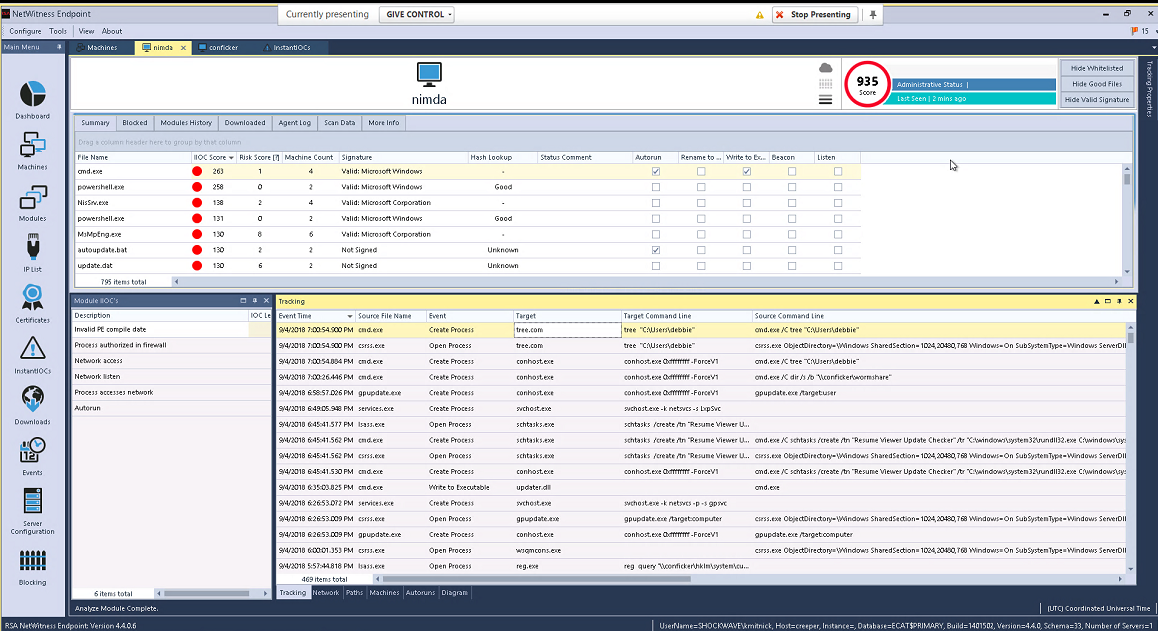 NetWitness Endpoint
Currently presenting GIVE CONTROL Stop Presenting
Configure Tools View About 15
Main Menu Machines nimda conficker InstantIOCs
Tracking Properties
nimda
935
Score
Administrative Status |
Last Seen | 2 mins ago
Hide Whitelisted
Hide Good Files
Hide Valid Signature
Dashboard
Machines
Modules
IP List
Certificates
InstantIOCs
Downloads
Events
Server
Configuration
Blocking
Summary Blocked Modules History Downloaded Agent Log Scan Data More Info
Drag a column header here to group by that column
File Name IIOC Score Risk Score [?] Machine Count Signature Hash Lookup Status Comment Autorun Rename to ... Write to Ex... Beacon Listen
cmd.exe 263 1 4 Valid: Microsoft Windows -
powershell.exe 258 0 2 Valid: Microsoft Windows Good
NisSrv.exe 138 2 4 Valid: Microsoft Corporation -
powershell.exe 131 0 2 Valid: Microsoft Windows Good
MsMpEng.exe 130 8 6 Valid: Microsoft Corporation -
autoupdate.bat 130 2 2 Not Signed Unknown
update.dat 130 6 2 Not Signed Unknown
795 items total
Module IIOC's
Description IOC Le
Invalid PE compile date
Process authorized in firewall
Network access
Network listen
Process accesses network
Autorun
6 items total
Tracking
Event Time Source File Name Event Target Target Command Line Source Command Line
9/4/2018 7:00:54.900 PM cmd.exe Create Process tree.com tree "C:\Users\debbie" cmd.exe /C tree "C:\Users\debbie"
9/4/2018 7:00:54.900 PM csrss.exe Open Process tree.com tree "C:\Users\debbie" csrss.exe ObjectDirectory=\Windows SharedSection=1024,20480,768 Windows=On SubSystemType=Windows ServerDll
9/4/2018 7:00:54.884 PM cmd.exe Create Process conhost.exe conhost.exe 0xffffffff -ForceV1 cmd.exe /C tree "C:\Users\debbie"
9/4/2018 7:00:26.446 PM cmd.exe Create Process conhost.exe conhost.exe 0xffffffff -ForceV1 cmd.exe /C dir /s /b "\\conficker\wormshare"
9/4/2018 6:58:57.026 PM gpupdate.exe Create Process conhost.exe conhost.exe 0xffffffff -ForceV1 gpupdate.exe /target:user
9/4/2018 6:49:05.948 PM services.exe Create Process svchost.exe svchost.exe -k netsvcs -s LxpSvc
9/4/2018 6:45:41.577 PM lsass.exe Open Process schtasks.exe schtasks /create /tn "Resume Viewer U...
9/4/2018 6:45:41.562 PM cmd.exe Create Process schtasks.exe schtasks /create /tn "Resume Viewer U... cmd.exe /C schtasks /create /tn "Resume Viewer Update Checker" /tr "C:\windows\system32\rundll32.exe C:\windows\sys
9/4/2018 6:45:41.562 PM csrss.exe Open Process schtasks.exe schtasks /create /tn "Resume Viewer U... csrss.exe ObjectDirectory=\Windows SharedSection=1024,20480,768 Windows=On SubSystemType=Windows ServerDll
9/4/2018 6:45:41.530 PM cmd.exe Create Process conhost.exe conhost.exe 0xffffffff -ForceV1 cmd.exe /C schtasks /create /tn "Resume Viewer Update Checker" /tr "C:\windows\system32\rundll32.exe C:\windows\sys
9/4/2018 6:35:03.825 PM cmd.exe Write to Executable updater.dll cmd.exe
9/4/2018 6:26:53.072 PM services.exe Create Process svchost.exe svchost.exe -k netsvcs -p -s gpsvc
9/4/2018 6:26:53.009 PM csrss.exe Open Process gpupdate.exe gpupdate.exe /target:computer csrss.exe ObjectDirectory=\Windows SharedSection=1024,20480,768 Windows=On SubSystemType=Windows ServerDll
9/4/2018 6:26:53.009 PM gpupdate.exe Create Process conhost.exe conhost.exe 0xffffffff -ForceV1 gpupdate.exe /target:computer
9/4/2018 6:00:01.353 PM csrss.exe Open Process wsqmcons.exe csrss.exe ObjectDirectory=\Windows SharedSection=1024,20480,768 Windows=On SubSystemType=Windows ServerDll
9/4/2018 5:57:44.818 PM lsass.exe Open Process reg.exe reg query "\\conficker\hklm\system\cu...
469 items total
Tracking Network Paths Machines Autoruns Diagram
Analyze Module Complete. (UTC) Coordinated Universal Time
RSA NetWitness Endpoint: Version 4.4.0.6 UserName=SHOCKWAVE\kmitnick, Host=creeper, Instance=, Database=ECAT$PRIMARY, Build=1401502, Version=4.4.0, Schema=33, Number of Servers=1